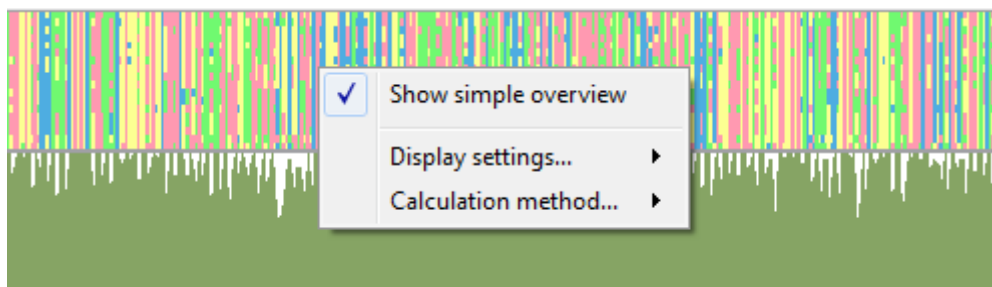 Show simple overview
Display settings...
Calculation method...